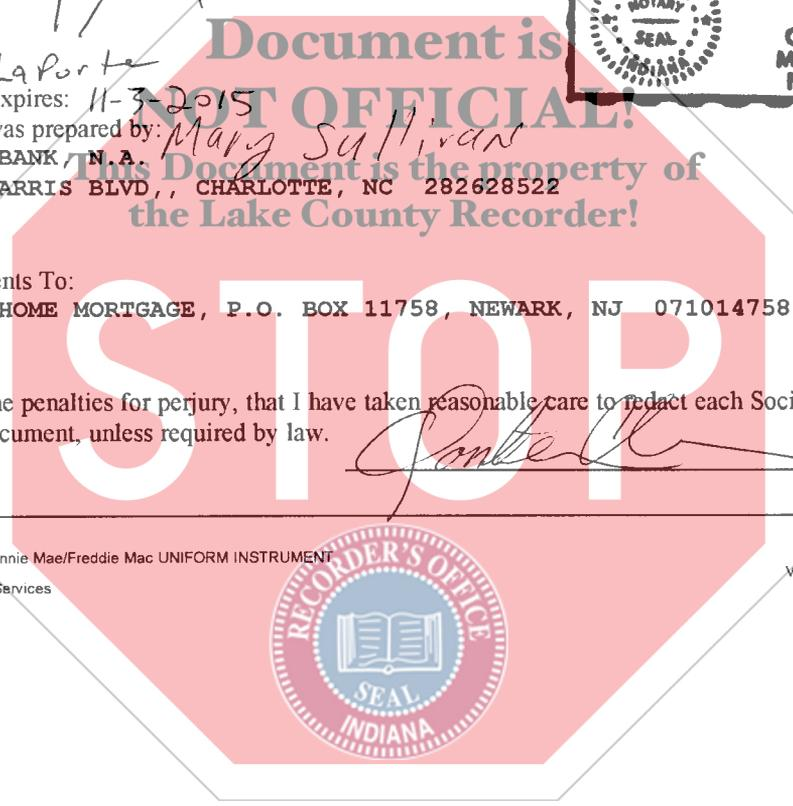 Document is
NOTARY
SEAL
INDIANA
LaPorte
xpires: 11-3-2015
NOT OFFICIAL!
was prepared by: Mary Sullivan
BANK, N.A.
This Document is the property of
ARRIS BLVD,, CHARLOTTE, NC 282628522
the Lake County Recorder!
ents To:
HOME MORTGAGE, P.O. BOX 11758, NEWARK, NJ 071014758
STOP
e penalties for perjury, that I have taken reasonable care to redact each Soci
cument, unless required by law.
nnie Mae/Freddie Mac UNIFORM INSTRUMENT
Services
RECORDER'S OFFICE
SEAL
INDIANA